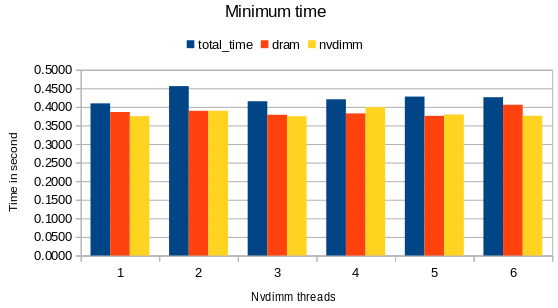 Minimum time
total_time dram nvdimm
0.5000
0.4500
0.4000
0.3500
0.3000
0.2500
0.2000
0.1500
0.1000
0.0500
0.0000
Time in second
1 2 3 4 5 6
Nvdimm threads